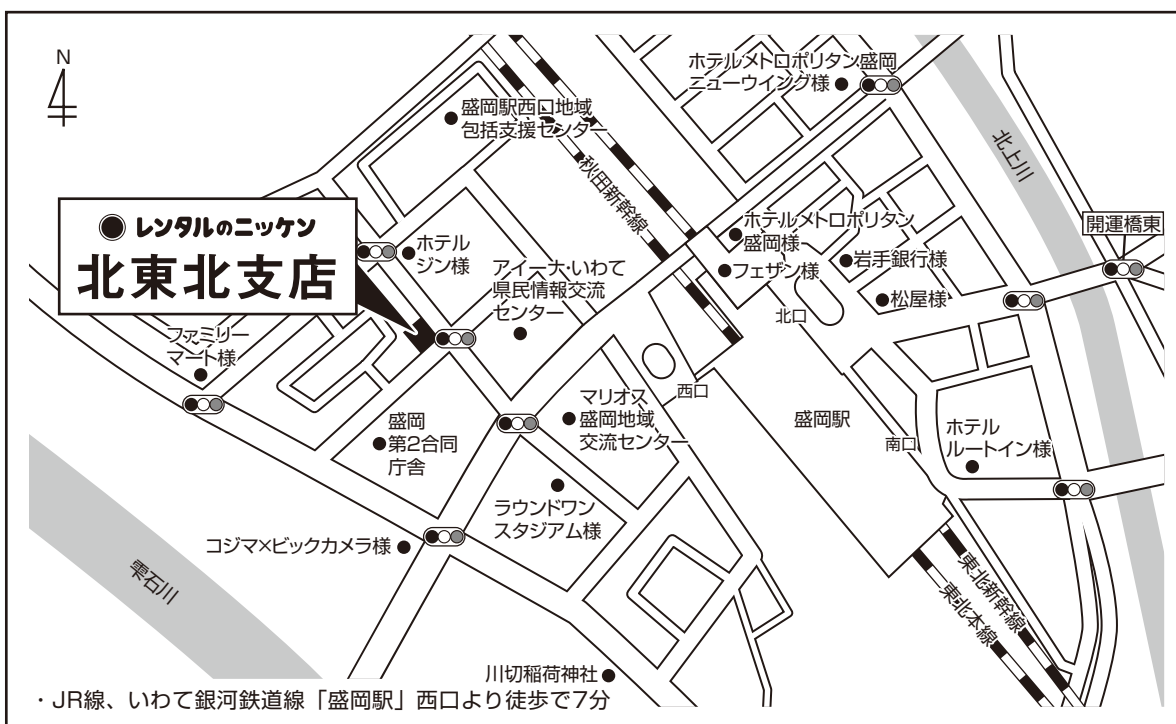 N
ホテルメトロポリタン盛岡
ニューウイング様
盛岡駅西口地域
包括支援センター
北上川
秋田新幹線
開運橋東
レンタルのニッケン
北東北支店
ホテル
ジン様
ホテルメトロポリタン
盛岡様
フェザン様
岩手銀行様
アイーナ・いわて
県民情報交流
センター
松屋様
北口
ファミリー
マート様
西口
マリオス
盛岡地域
交流センター
盛岡駅
盛岡
第2合同
庁舎
南口
ホテル
ルートイン様
ラウンドワン
スタジアム様
コジマ×ビックカメラ様
雫石川
東北新幹線
東北本線
川切稲荷神社
・JR線、いわて銀河鉄道線「盛岡駅」西口より徒歩で7分